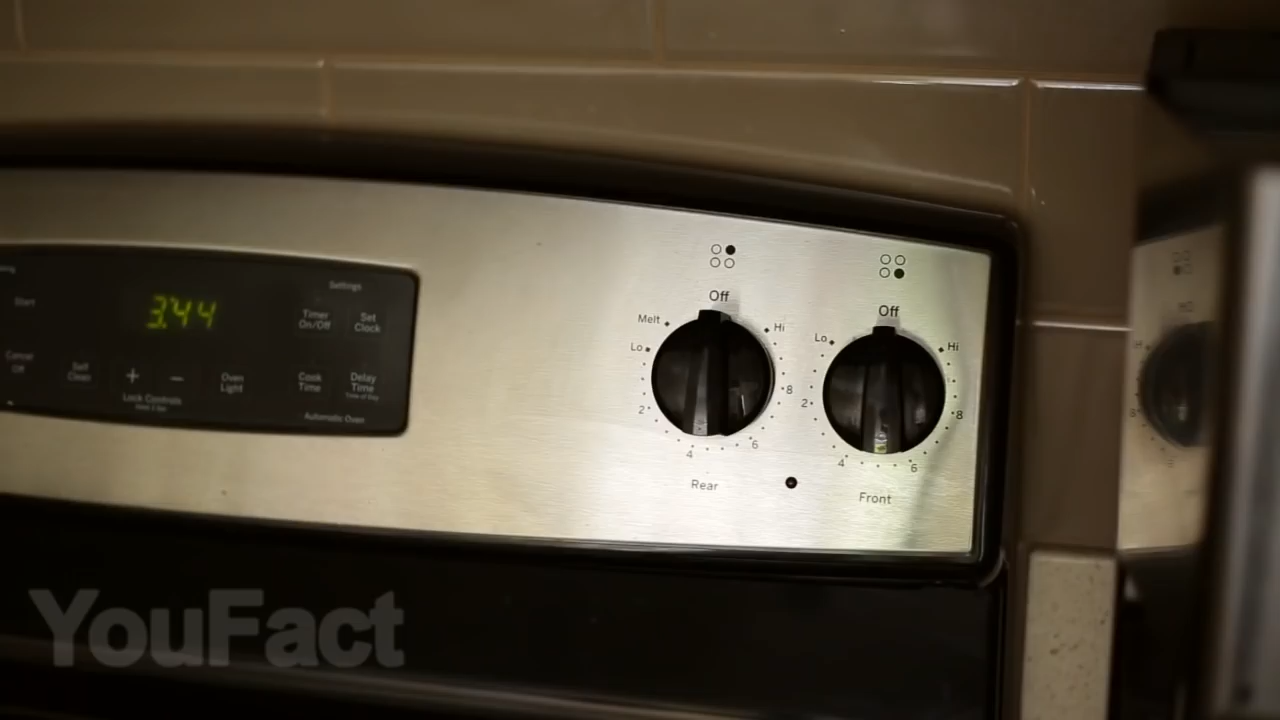 Settings
Start
3:44
Timer On/Off
Set Clock
Cancel Off
Self Clean
+
−
Oven Light
Cook Time
Delay Time
Lock Controls
Automatic Oven
Off
Melt
Hi
Lo
8
2
6
4
Rear
Off
Lo
Hi
2
8
4
6
Front
YouFact